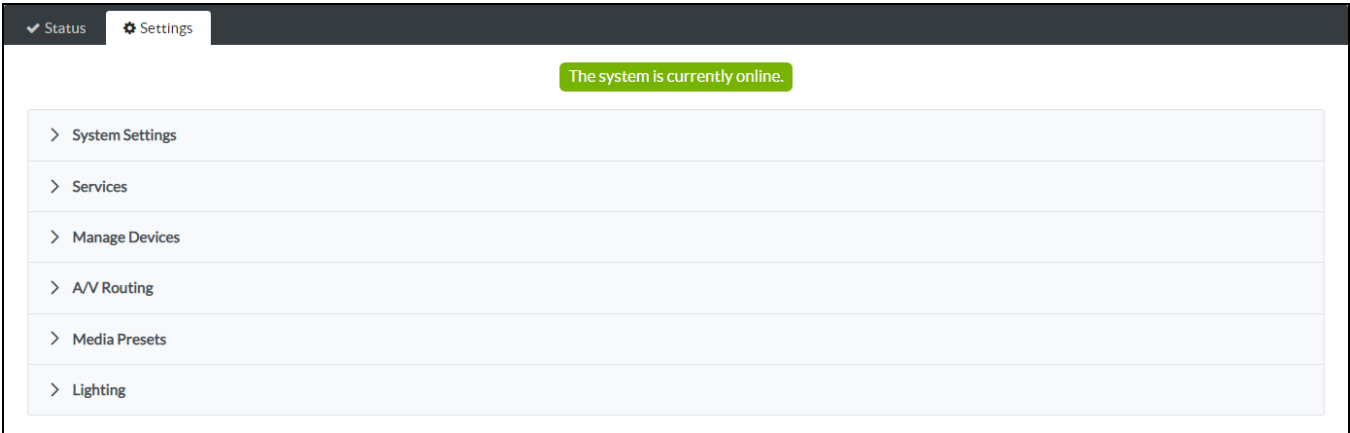 Status Settings
The system is currently online.
System Settings
Services
Manage Devices
A/V Routing
Media Presets
Lighting